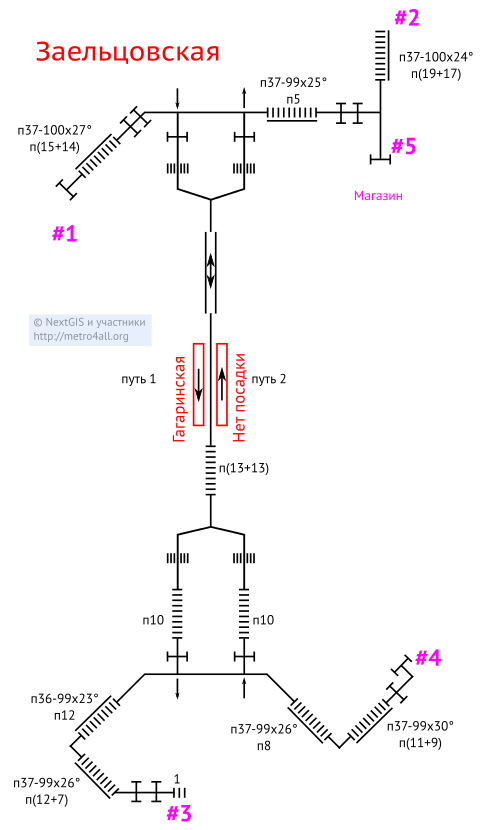 #2
Заельцовская
п37-100x24°
п(19+17)
п37-99x25°
п5
п37-100x27°
п(15+14)
#5
Магазин
#1
© NextGIS и участники
http://metro4all.org
путь 1
Гагаринская
Нет посадки
путь 2
п(13+13)
п10
п10
#4
п36-99x23°
п12
п37-99x26°
п8
п37-99x30°
п(11+9)
п37-99x26°
п(12+7)
1
#3